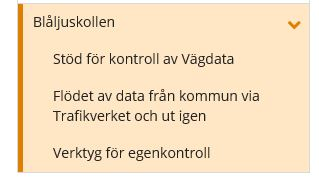 Blåljuskollen
Stöd för kontroll av Vägdata
Flödet av data från kommun via
Trafikverket och ut igen
Verktyg för egenkontroll